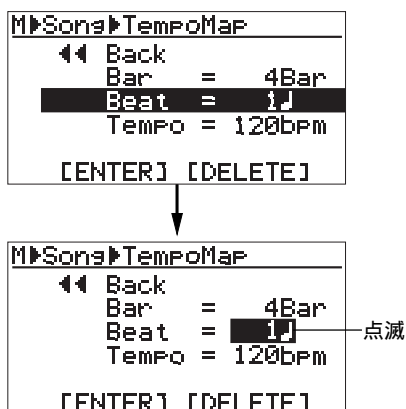 M▶Song▶TempoMap
◀◀ Back
Bar = 4Bar
Beat = 1♩
Tempo = 120bpm
[ENTER] [DELETE]
M▶Song▶TempoMap
◀◀ Back
Bar = 4Bar
Beat = 1♩
点滅
Tempo = 120bpm
[ENTER] [DELETE]